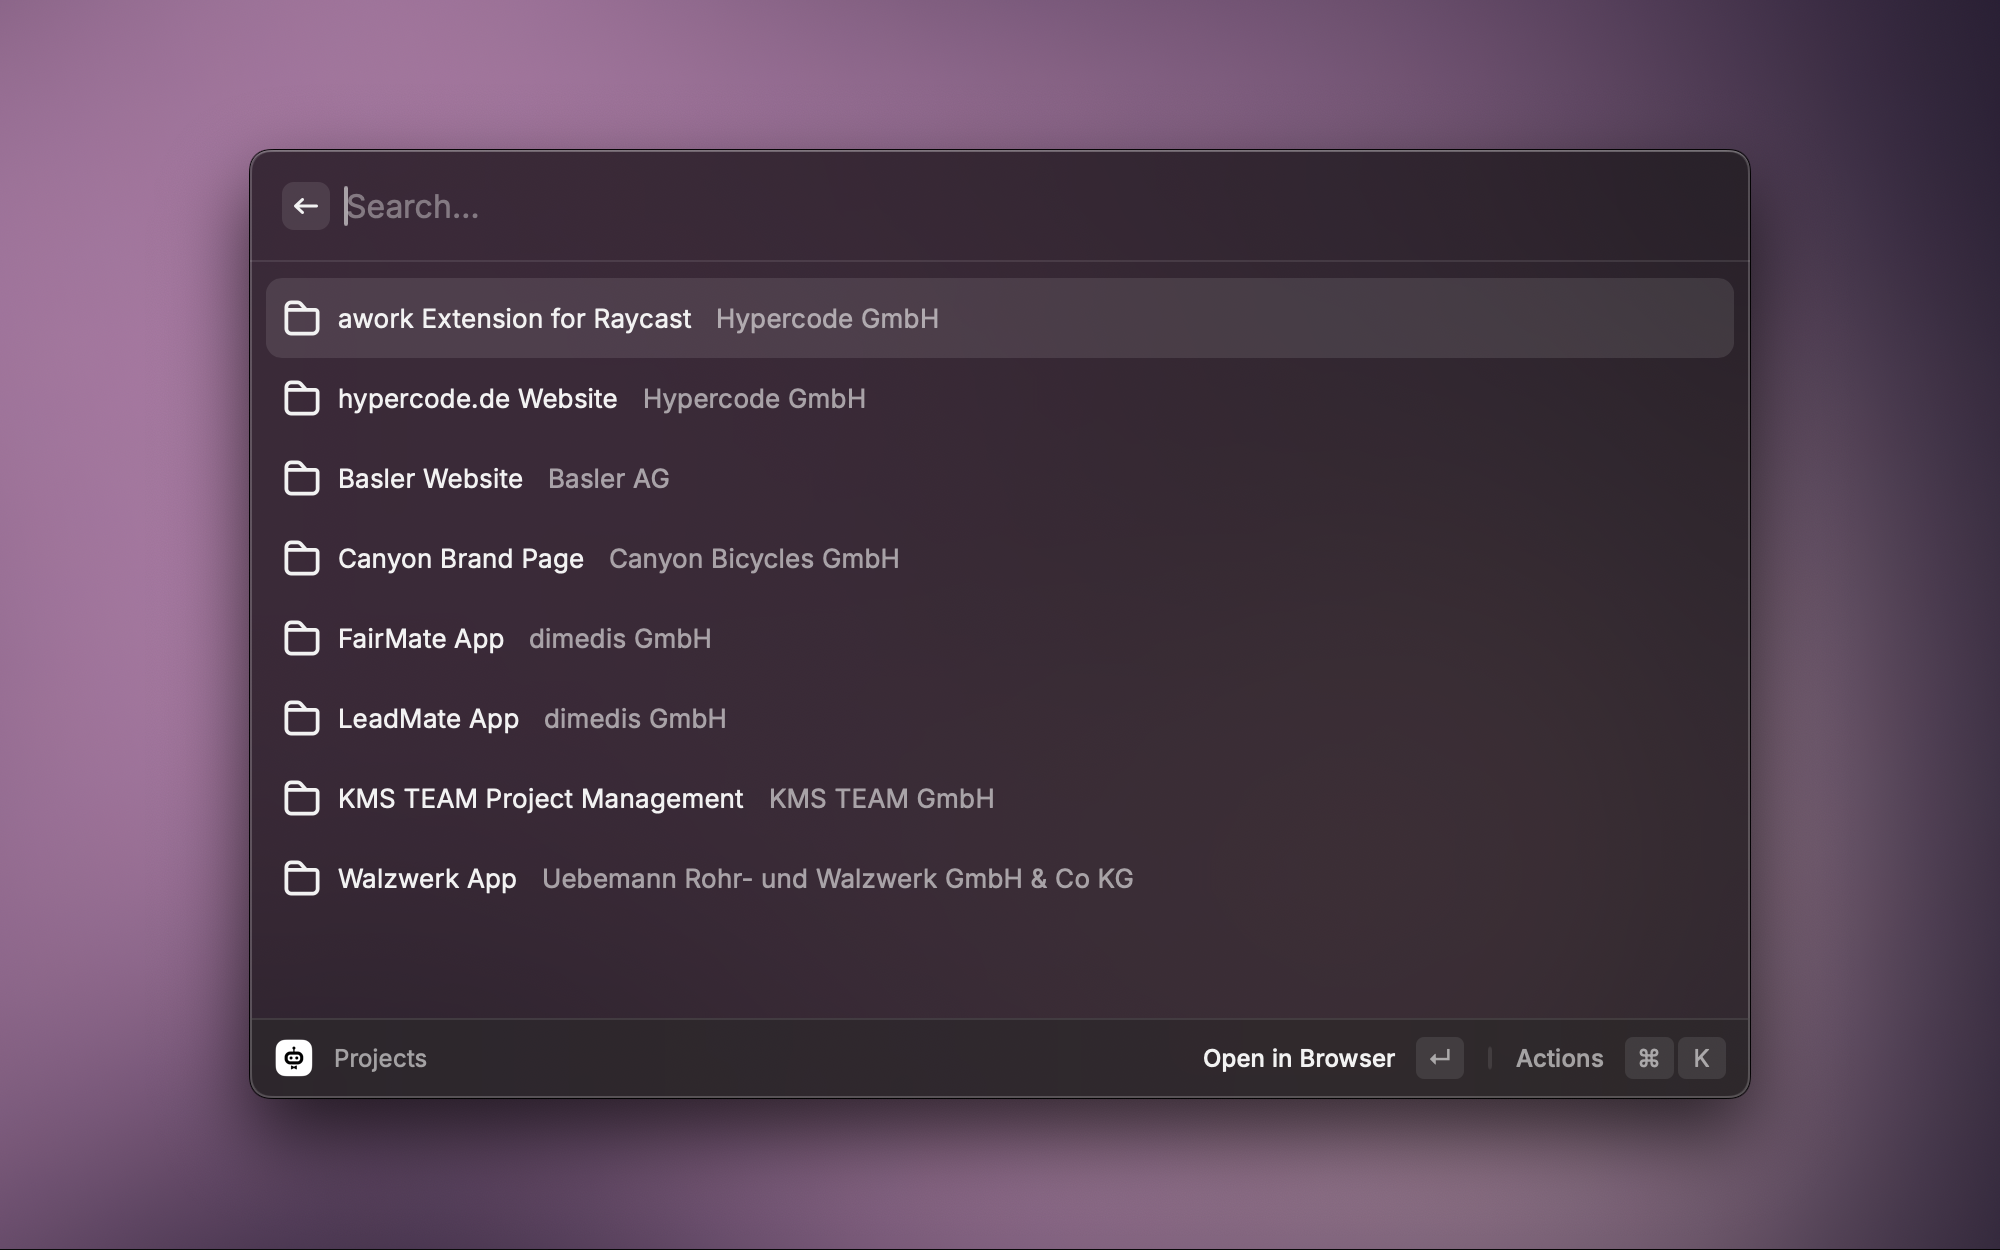 Search...
awork Extension for Raycast Hypercode GmbH
hypercode.de Website Hypercode GmbH
Basler Website Basler AG
Canyon Brand Page Canyon Bicycles GmbH
FairMate App dimedis GmbH
LeadMate App dimedis GmbH
KMS TEAM Project Management KMS TEAM GmbH
Walzwerk App Uebemann Rohr- und Walzwerk GmbH & Co KG
Projects Open in Browser ↵ Actions ⌘ K